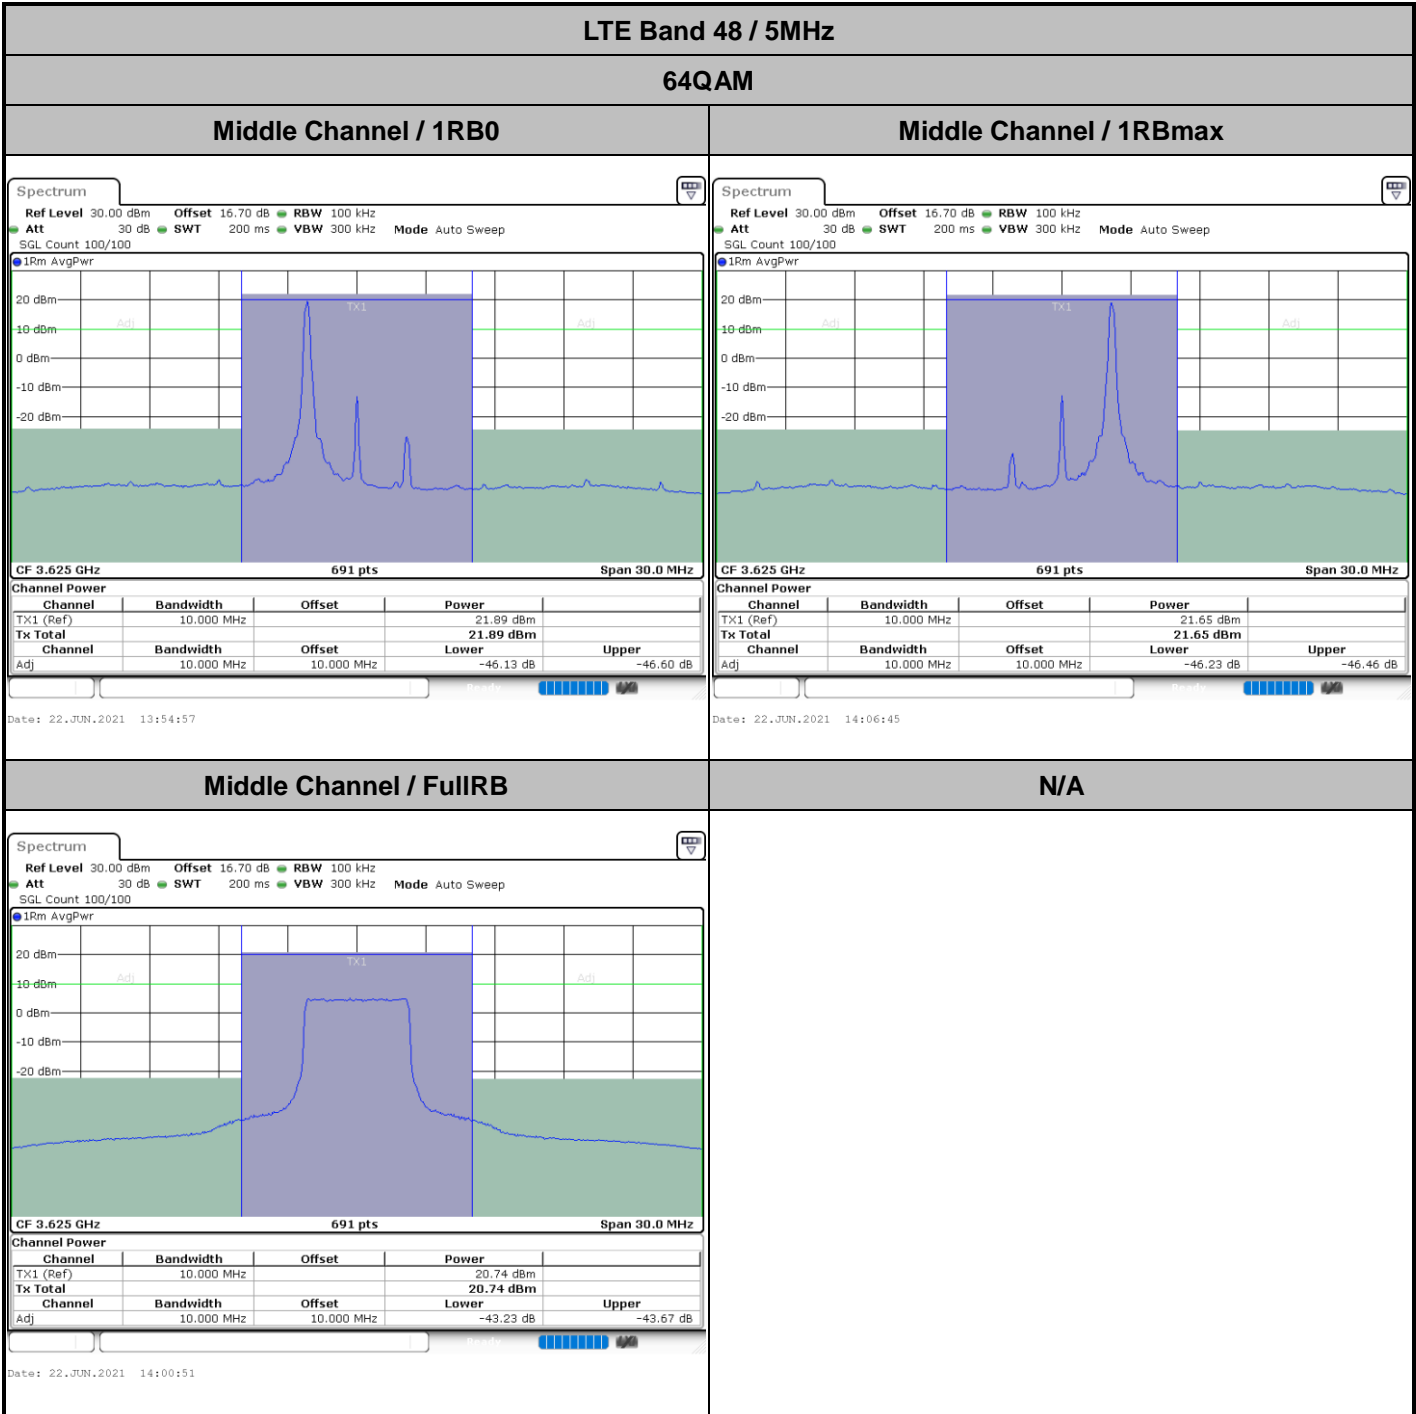 LTE Band 48 / 5MHz
64QAM
Middle Channel / 1RB0
Middle Channel / 1RBmax
Spectrum
Ref Level 30.00 dBm Offset 16.70 dB RBW 100 kHz
Att 30 dB SWT 200 ms VBW 300 kHz Mode Auto Sweep
SGL Count 100/100
1Rm AvgPwr
TX1
20 dBm
Adj Adj
10 dBm
0 dBm
-10 dBm
-20 dBm
CF 3.625 GHz 691 pts Span 30.0 MHz
Channel Power
Channel Bandwidth Offset Power
TX1 (Ref) 10.000 MHz 21.89 dBm
Tx Total 21.89 dBm
Channel Bandwidth Offset Lower Upper
Adj 10.000 MHz 10.000 MHz -46.13 dB -46.60 dB
Ready
Date: 22.JUN.2021 13:54:57
Spectrum
Ref Level 30.00 dBm Offset 16.70 dB RBW 100 kHz
Att 30 dB SWT 200 ms VBW 300 kHz Mode Auto Sweep
SGL Count 100/100
1Rm AvgPwr
TX1
20 dBm
Adj Adj
10 dBm
0 dBm
-10 dBm
-20 dBm
CF 3.625 GHz 691 pts Span 30.0 MHz
Channel Power
Channel Bandwidth Offset Power
TX1 (Ref) 10.000 MHz 21.65 dBm
Tx Total 21.65 dBm
Channel Bandwidth Offset Lower Upper
Adj 10.000 MHz 10.000 MHz -46.23 dB -46.46 dB
Ready
Date: 22.JUN.2021 14:06:45
Middle Channel / FullRB
N/A
Spectrum
Ref Level 30.00 dBm Offset 16.70 dB RBW 100 kHz
Att 30 dB SWT 200 ms VBW 300 kHz Mode Auto Sweep
SGL Count 100/100
1Rm AvgPwr
20 dBm
TX1
Adj Adj
10 dBm
0 dBm
-10 dBm
-20 dBm
CF 3.625 GHz 691 pts Span 30.0 MHz
Channel Power
Channel Bandwidth Offset Power
TX1 (Ref) 10.000 MHz 20.74 dBm
Tx Total 20.74 dBm
Channel Bandwidth Offset Lower Upper
Adj 10.000 MHz 10.000 MHz -43.23 dB -43.67 dB
Ready
Date: 22.JUN.2021 14:00:51